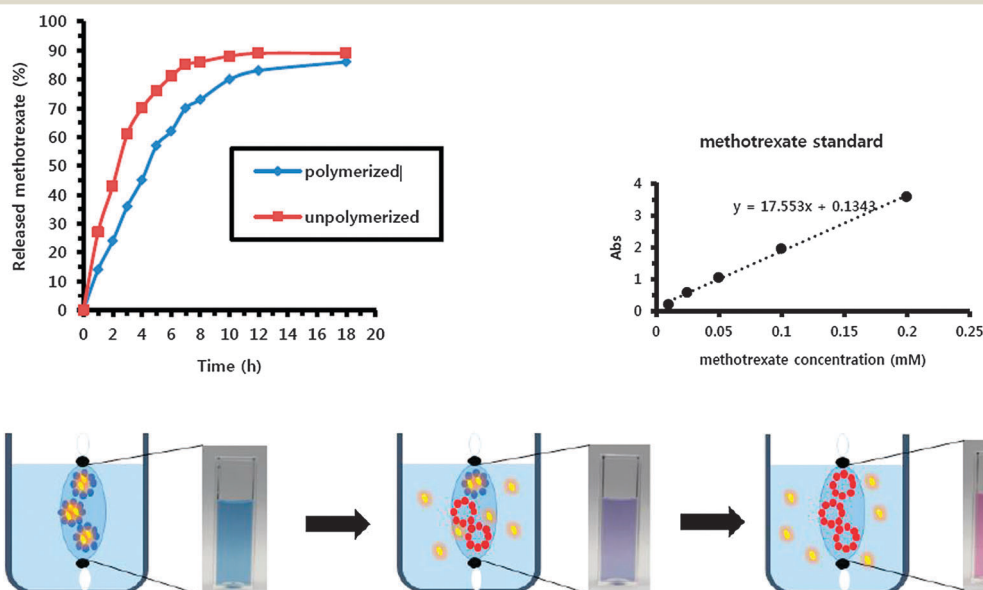 100
90
80
70
60
50
40
30
20
10
0
Released methotrexate (%)
0 2 4 6 8 10 12 14 16 18 20
Time (h)
polymerized|
unpolymerized
methotrexate standard
4
3
2
1
0
Abs
y = 17.553x + 0.1343
0 0.05 0.1 0.15 0.2 0.25
methotrexate concentration (mM)